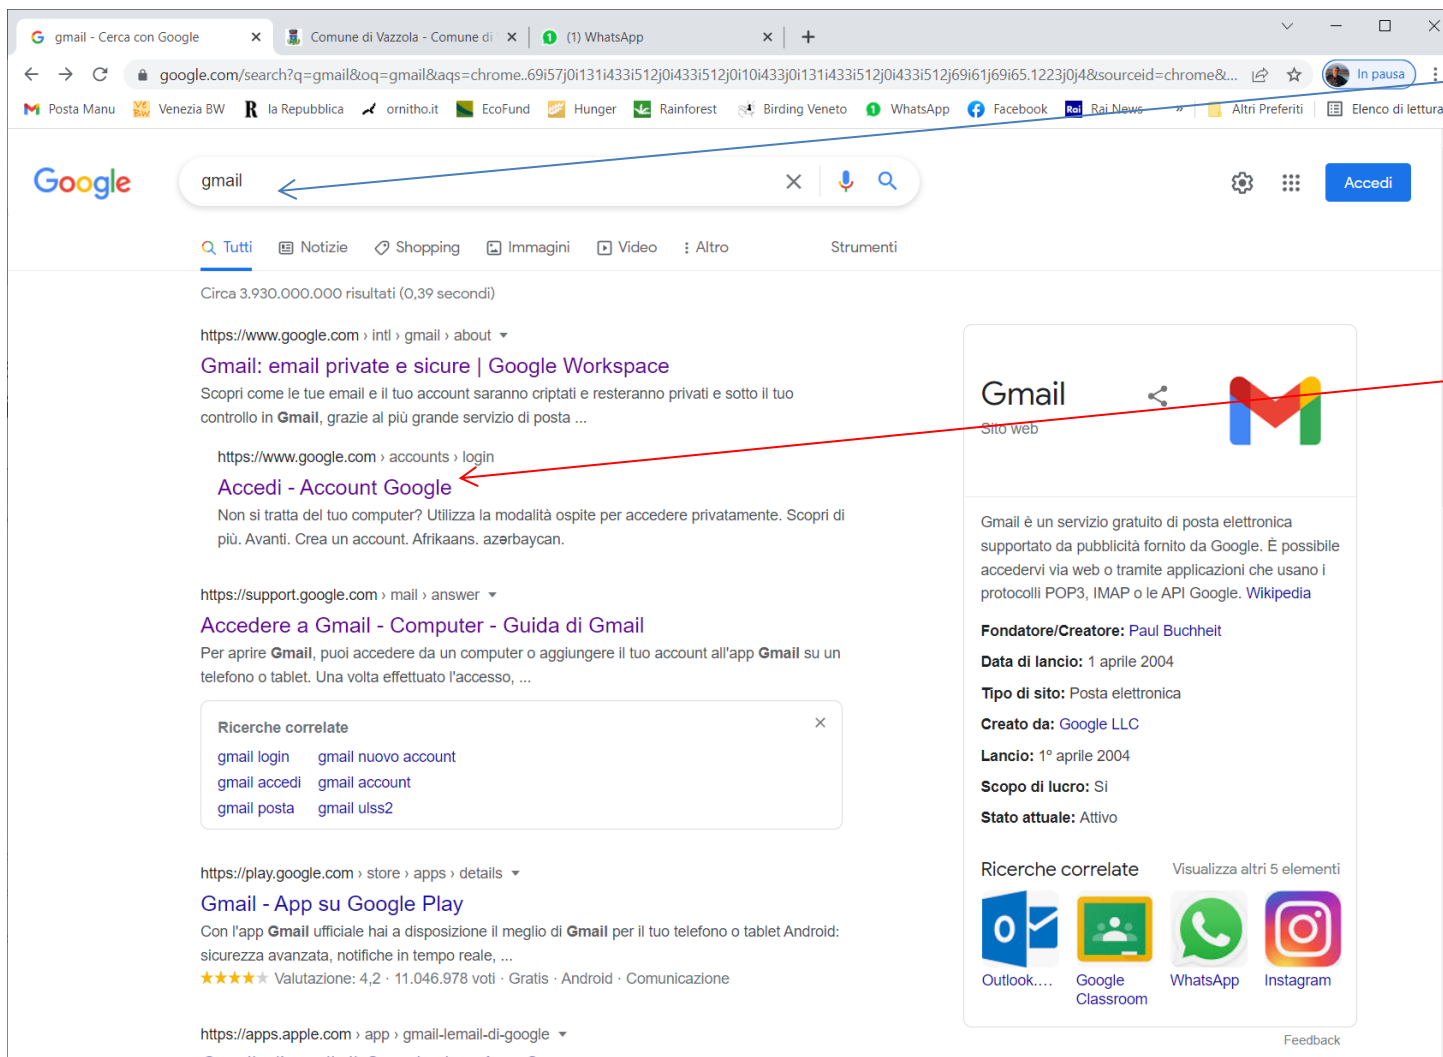 gmail - Cerca con Google
Comune di Vazzola - Comune di
(1) WhatsApp
google.com/search?q=gmail&oq=gmail&aqs=chrome..69i57j0i131i433i512j0i433i512j0i10i433j0i131i433i512j0i433i512j69i61j69i65.1223j0j4&sourceid=chrome&...
In pausa
Posta Manu
Venezia BW
la Repubblica
ornitho.it
EcoFund
Hunger
Rainforest
Birding Veneto
WhatsApp
Facebook
Rai News
»
Altri Preferiti
Elenco di lettura
Google
gmail
Accedi
Tutti
Notizie
Shopping
Immagini
Video
Altro
Strumenti
Circa 3.930.000.000 risultati (0,39 secondi)
https://www.google.com › intl › gmail › about
Gmail: email private e sicure | Google Workspace
Scopri come le tue email e il tuo account saranno criptati e resteranno privati e sotto il tuo
controllo in Gmail, grazie al più grande servizio di posta ...
https://www.google.com › accounts › login
Accedi - Account Google
Non si tratta del tuo computer? Utilizza la modalità ospite per accedere privatamente. Scopri di
più. Avanti. Crea un account. Afrikaans. azərbaycan.
https://support.google.com › mail › answer
Accedere a Gmail - Computer - Guida di Gmail
Per aprire Gmail, puoi accedere da un computer o aggiungere il tuo account all'app Gmail su un
telefono o tablet. Una volta effettuato l'accesso, ...
Ricerche correlate
gmail login gmail nuovo account
gmail accedi gmail account
gmail posta gmail ulss2
https://play.google.com › store › apps › details
Gmail - App su Google Play
Con l'app Gmail ufficiale hai a disposizione il meglio di Gmail per il tuo telefono o tablet Android:
sicurezza avanzata, notifiche in tempo reale, ...
Valutazione: 4,2 · 11.046.978 voti · Gratis · Android · Comunicazione
https://apps.apple.com › app › gmail-lemail-di-google
Gmail
Sito web
Gmail è un servizio gratuito di posta elettronica
supportato da pubblicità fornito da Google. È possibile
accedervi via web o tramite applicazioni che usano i
protocolli POP3, IMAP o le API Google. Wikipedia
Fondatore/Creatore: Paul Buchheit
Data di lancio: 1 aprile 2004
Tipo di sito: Posta elettronica
Creato da: Google LLC
Lancio: 1º aprile 2004
Scopo di lucro: Sì
Stato attuale: Attivo
Ricerche correlate
Visualizza altri 5 elementi
Outlook....
Google
Classroom
WhatsApp
Instagram
Feedback